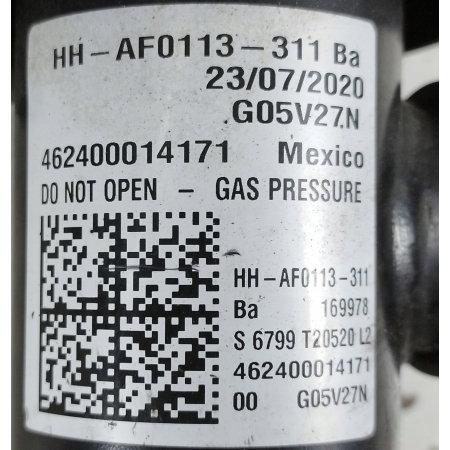 HH-AF0113-311 Ba
23/07/2020
.G05V27.N
462400014171 Mexico
DO NOT OPEN - GAS PRESSURE
HH-AF0113-311
Ba 169978
S 6799 T20520 L2
462400014171
00 G05V27N